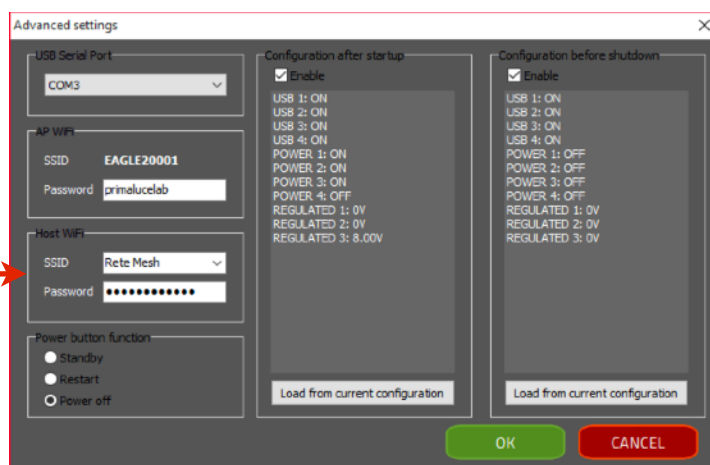 Advanced settings
USB Serial Port
COM3
AP WiFi
SSID EAGLE20001
Password primalucelab
Host WiFi
SSID Rete Mesh
Password ●●●●●●●●●●●●
Power button function
Standby
Restart
Power off
Configuration after startup
Enable
USB 1: ON
USB 2: ON
USB 3: ON
USB 4: ON
POWER 1: ON
POWER 2: ON
POWER 3: ON
POWER 4: OFF
REGULATED 1: 0V
REGULATED 2: 0V
REGULATED 3: 8.00V
Load from current configuration
Configuration before shutdown
Enable
USB 1: ON
USB 2: ON
USB 3: ON
USB 4: ON
POWER 1: OFF
POWER 2: OFF
POWER 3: OFF
POWER 4: OFF
REGULATED 1: 0V
REGULATED 2: 0V
REGULATED 3: 0V
Load from current configuration
OK
CANCEL